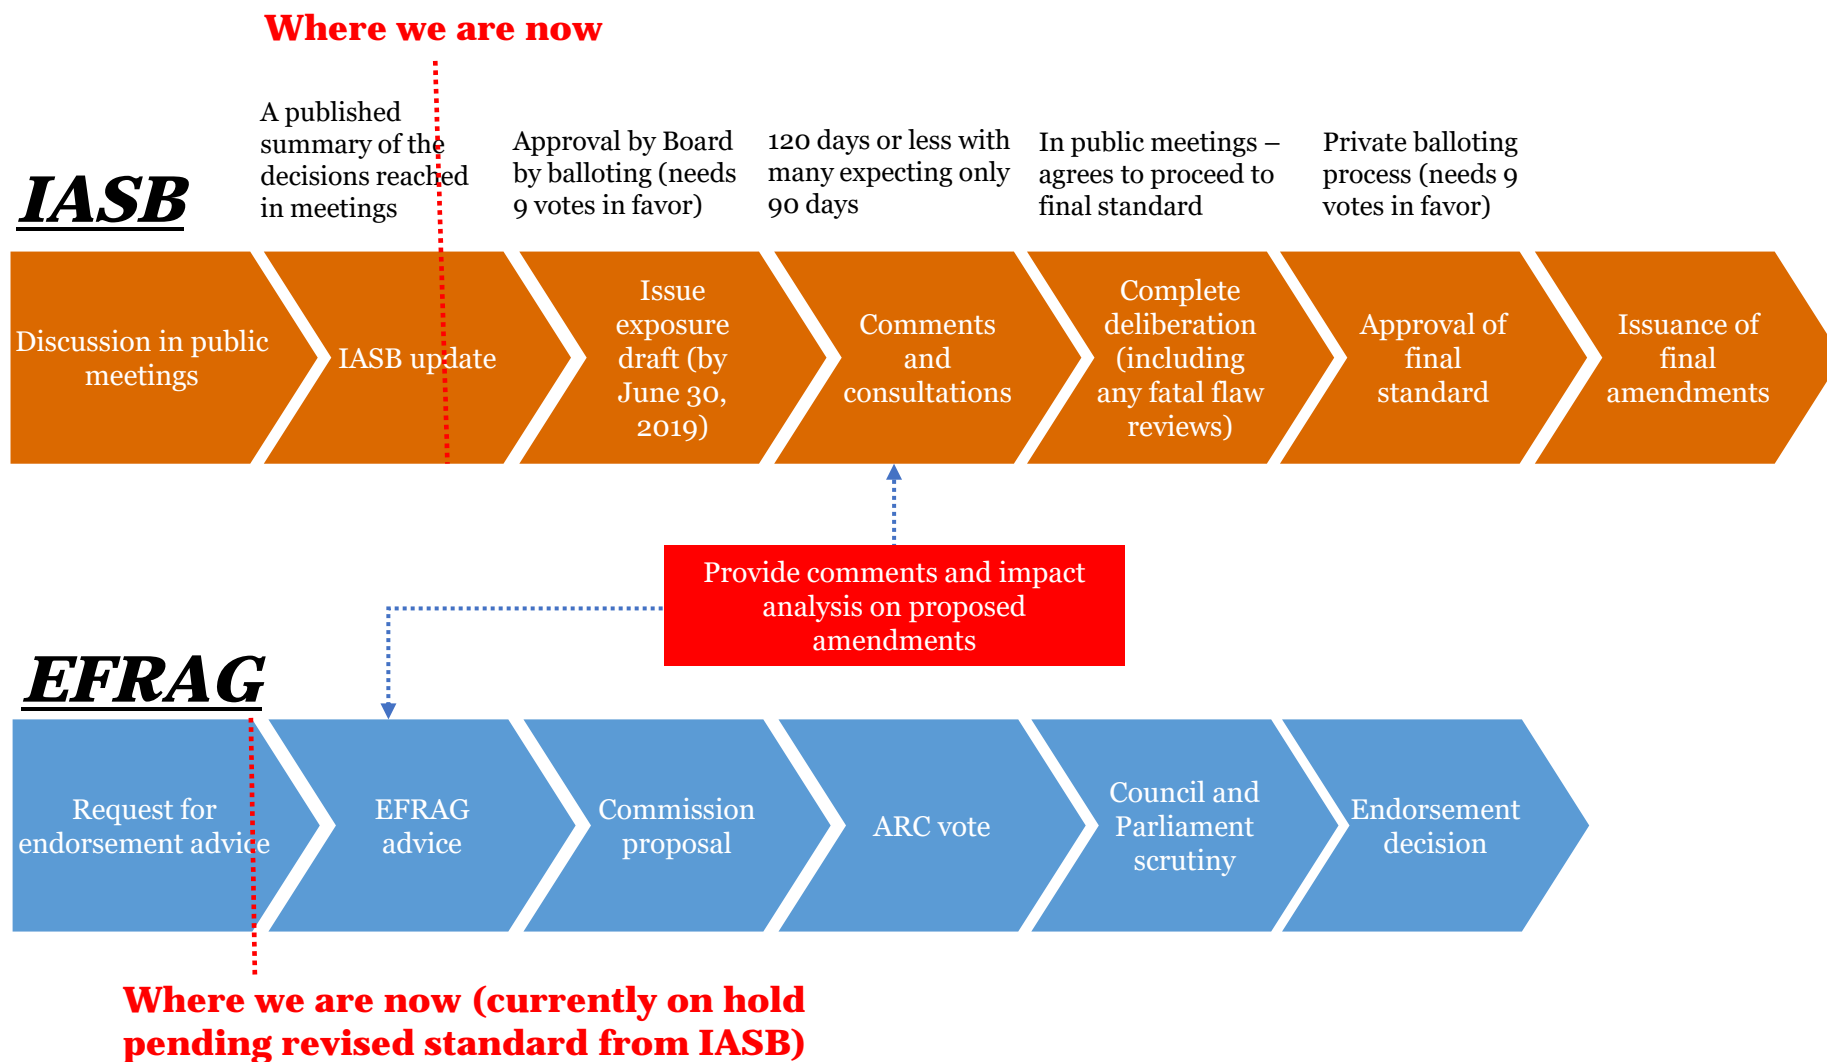 Where we are now
A published
summary of the
decisions reached
in meetings
Approval by Board
by balloting (needs
9 votes in favor)
120 days or less with
many expecting only
90 days
In public meetings –
agrees to proceed to
final standard
Private balloting
process (needs 9
votes in favor)
IASB
Discussion in public
meetings
IASB update
Issue
exposure
draft (by
June 30,
2019)
Comments
and
consultations
Complete
deliberation
(including
any fatal flaw
reviews)
Approval of
final
standard
Issuance of
final
amendments
Provide comments and impact
analysis on proposed
amendments
EFRAG
Request for
endorsement advice
EFRAG
advice
Commission
proposal
ARC vote
Council and
Parliament
scrutiny
Endorsement
decision
Where we are now (currently on hold
pending revised standard from IASB)